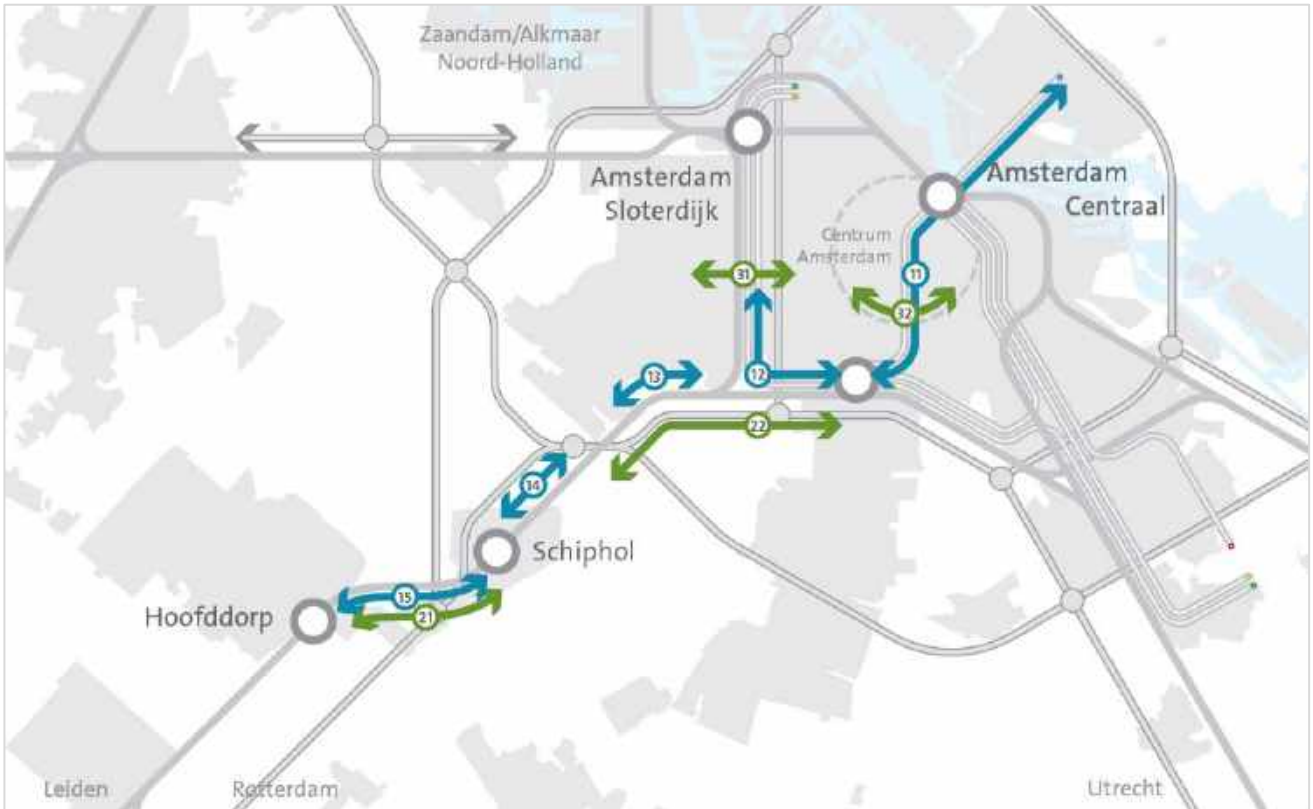 Zaandam/Alkmaar
Noord-Holland
Amsterdam
Sloterdijk
Amsterdam
Centraal
Centrum
Amsterdam
31
11
32
13
12
22
14
Schiphol
15
21
Hoofddorp
Leiden
Rotterdam
Utrecht